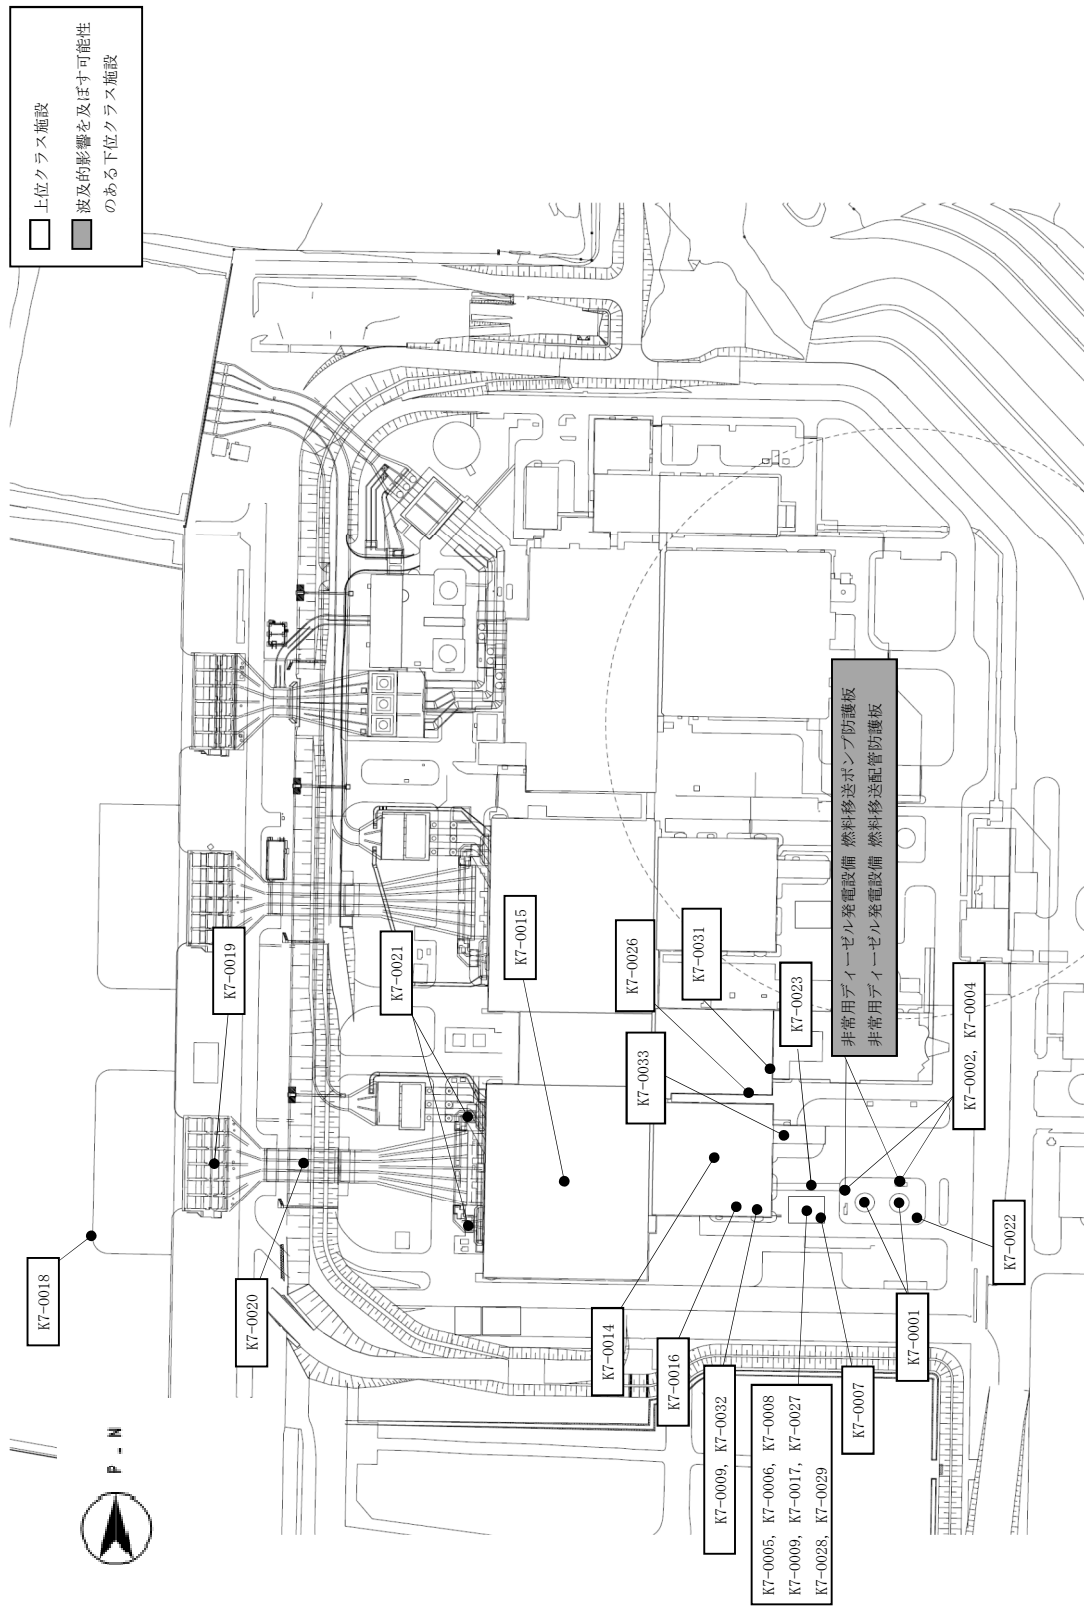 上位クラス施設
波及的影響を及ぼす可能性
のある下位クラス施設
P.N
K7-0018
K7-0019
K7-0020
K7-0021
K7-0015
K7-0014
K7-0026
K7-0033
K7-0016
K7-0031
K7-0009, K7-0032
K7-0023
K7-0005, K7-0006, K7-0008
K7-0009, K7-0017, K7-0027
K7-0028, K7-0029
非常用ディーゼル発電設備 燃料移送ポンプ防護板
非常用ディーゼル発電設備 燃料移送配管防護板
K7-0007
K7-0001
K7-0002, K7-0004
K7-0022